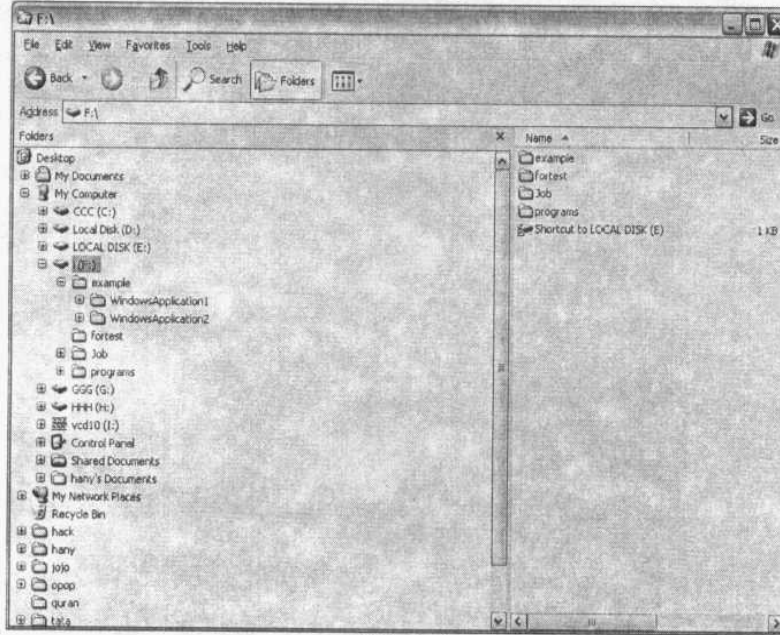 F:\
File Edit View Favorites Tools Help
Back Search Folders
Address F:\ Go
Folders
Desktop
My Documents
My Computer
CCC (C:)
Local Disk (D:)
LOCAL DISK (E:)
example
WindowsApplication1
WindowsApplication2
fortest
Job
programs
GGG (G:)
HHH (H:)
vcd10 (I:)
Control Panel
Shared Documents
hany's Documents
My Network Places
Recycle Bin
hack
hany
jojo
opop
quran
tata
Name Size
example
fortest
Job
programs
Shortcut to LOCAL DISK (E) 1 KB